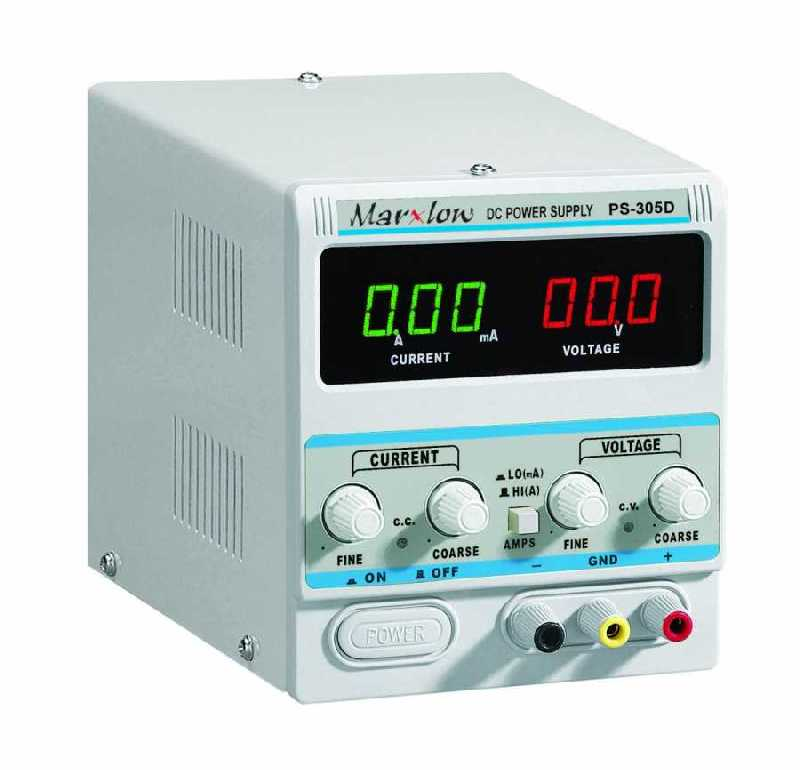 Marxlow DC POWER SUPPLY PS-305D
0.00 00.0
A mA V
CURRENT VOLTAGE
CURRENT VOLTAGE
LO(mA)
HI(A)
C.C. C.V.
FINE COARSE AMPS FINE COARSE
ON OFF − GND +
POWER